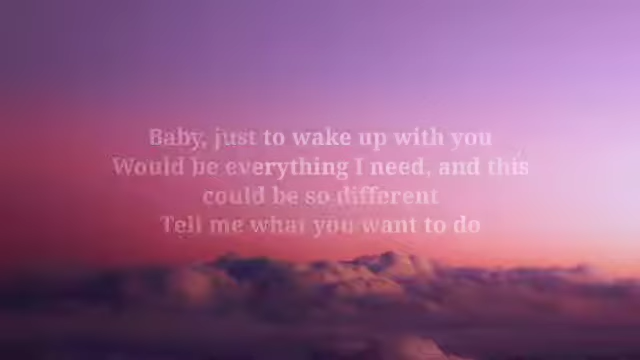 Baby, just to wake up with you
Would be everything I need, and this
could be so different
Tell me what you want to do